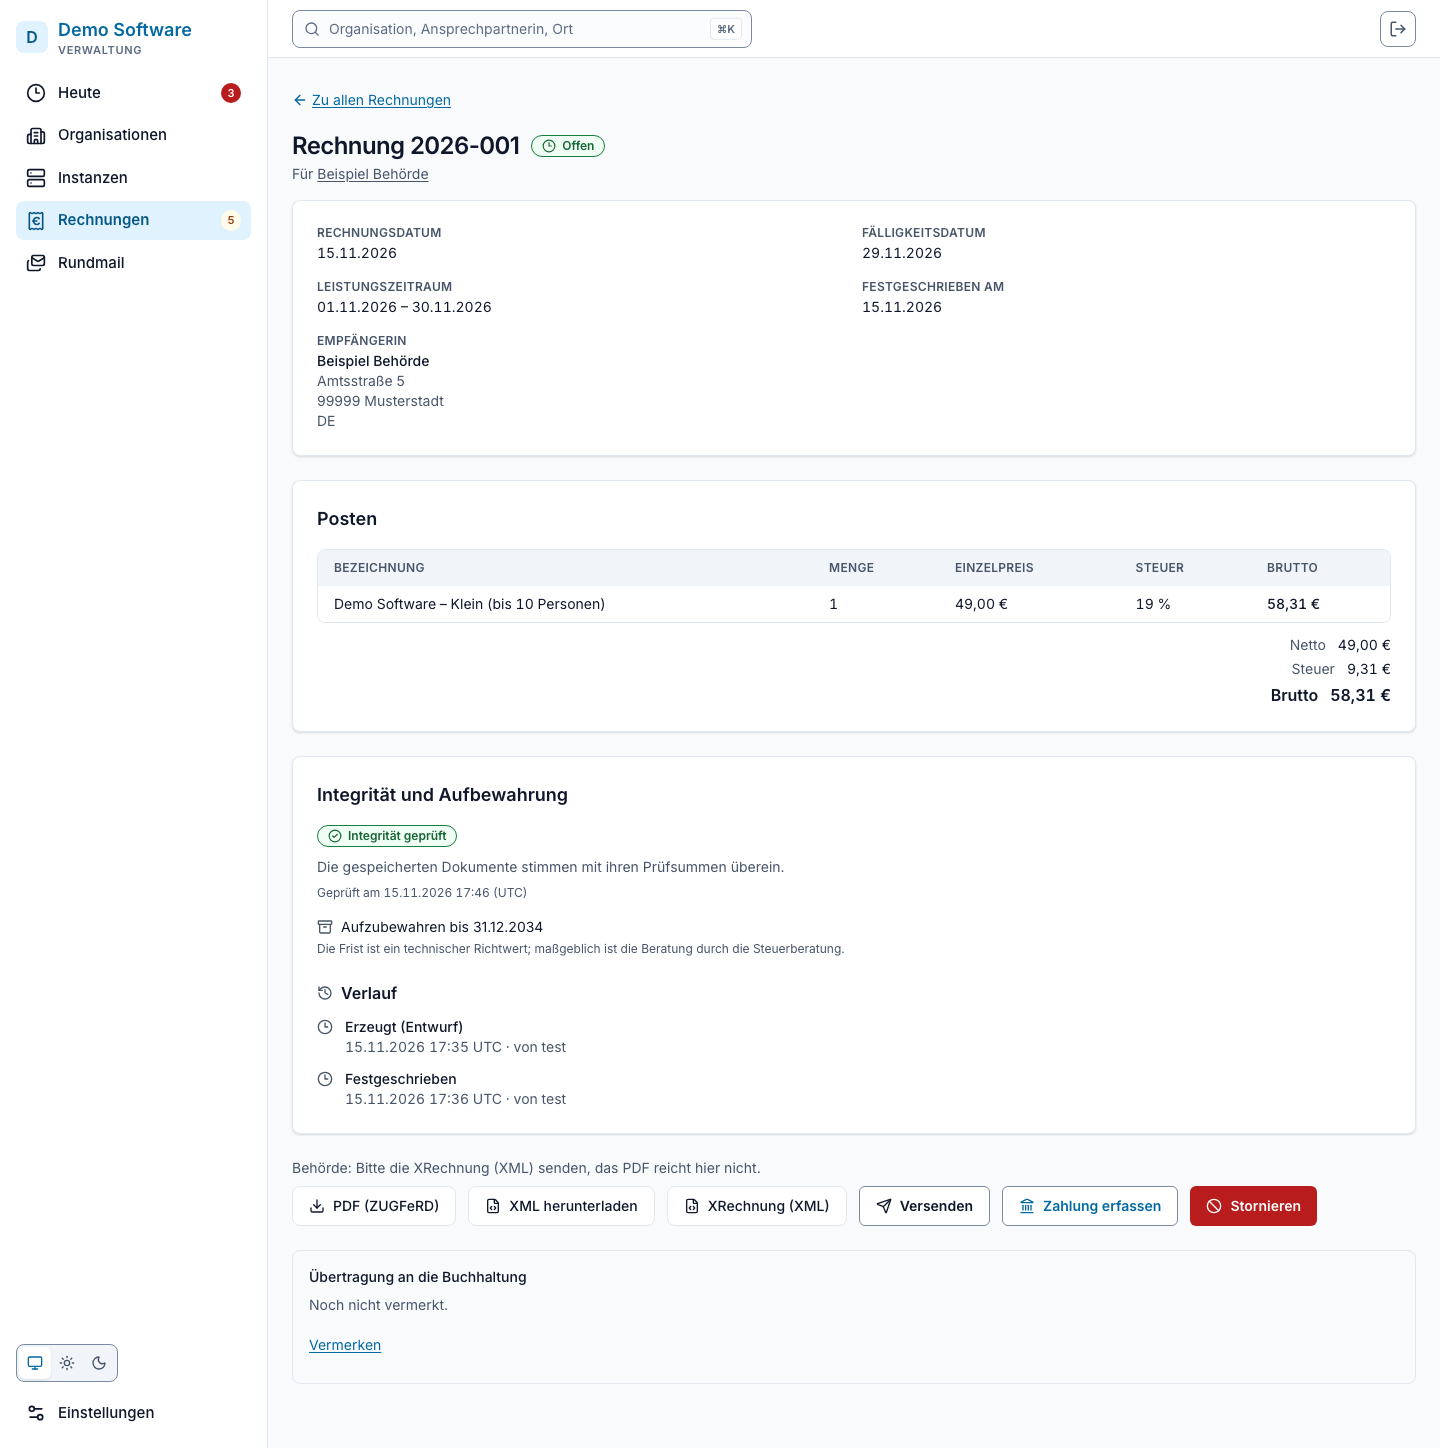 D
Demo Software
VERWALTUNG
Organisation, Ansprechpartnerin, Ort
⌘K
Heute
3
Organisationen
Instanzen
Rechnungen
5
Rundmail
Zu allen Rechnungen
Rechnung 2026-001
Offen
Für Beispiel Behörde
RECHNUNGSDATUM
15.11.2026
FÄLLIGKEITSDATUM
29.11.2026
LEISTUNGSZEITRAUM
01.11.2026 – 30.11.2026
FESTGESCHRIEBEN AM
15.11.2026
EMPFÄNGERIN
Beispiel Behörde
Amtsstraße 5
99999 Musterstadt
DE
Posten
BEZEICHNUNG MENGE EINZELPREIS STEUER BRUTTO
Demo Software – Klein (bis 10 Personen) 1 49,00 € 19 % 58,31 €
Netto 49,00 €
Steuer 9,31 €
Brutto 58,31 €
Integrität und Aufbewahrung
Integrität geprüft
Die gespeicherten Dokumente stimmen mit ihren Prüfsummen überein.
Geprüft am 15.11.2026 17:46 (UTC)
Aufzubewahren bis 31.12.2034
Die Frist ist ein technischer Richtwert; maßgeblich ist die Beratung durch die Steuerberatung.
Verlauf
Erzeugt (Entwurf)
15.11.2026 17:35 UTC · von test
Festgeschrieben
15.11.2026 17:36 UTC · von test
Behörde: Bitte die XRechnung (XML) senden, das PDF reicht hier nicht.
PDF (ZUGFeRD) XML herunterladen XRechnung (XML) Versenden Zahlung erfassen Stornieren
Übertragung an die Buchhaltung
Noch nicht vermerkt.
Vermerken
Einstellungen